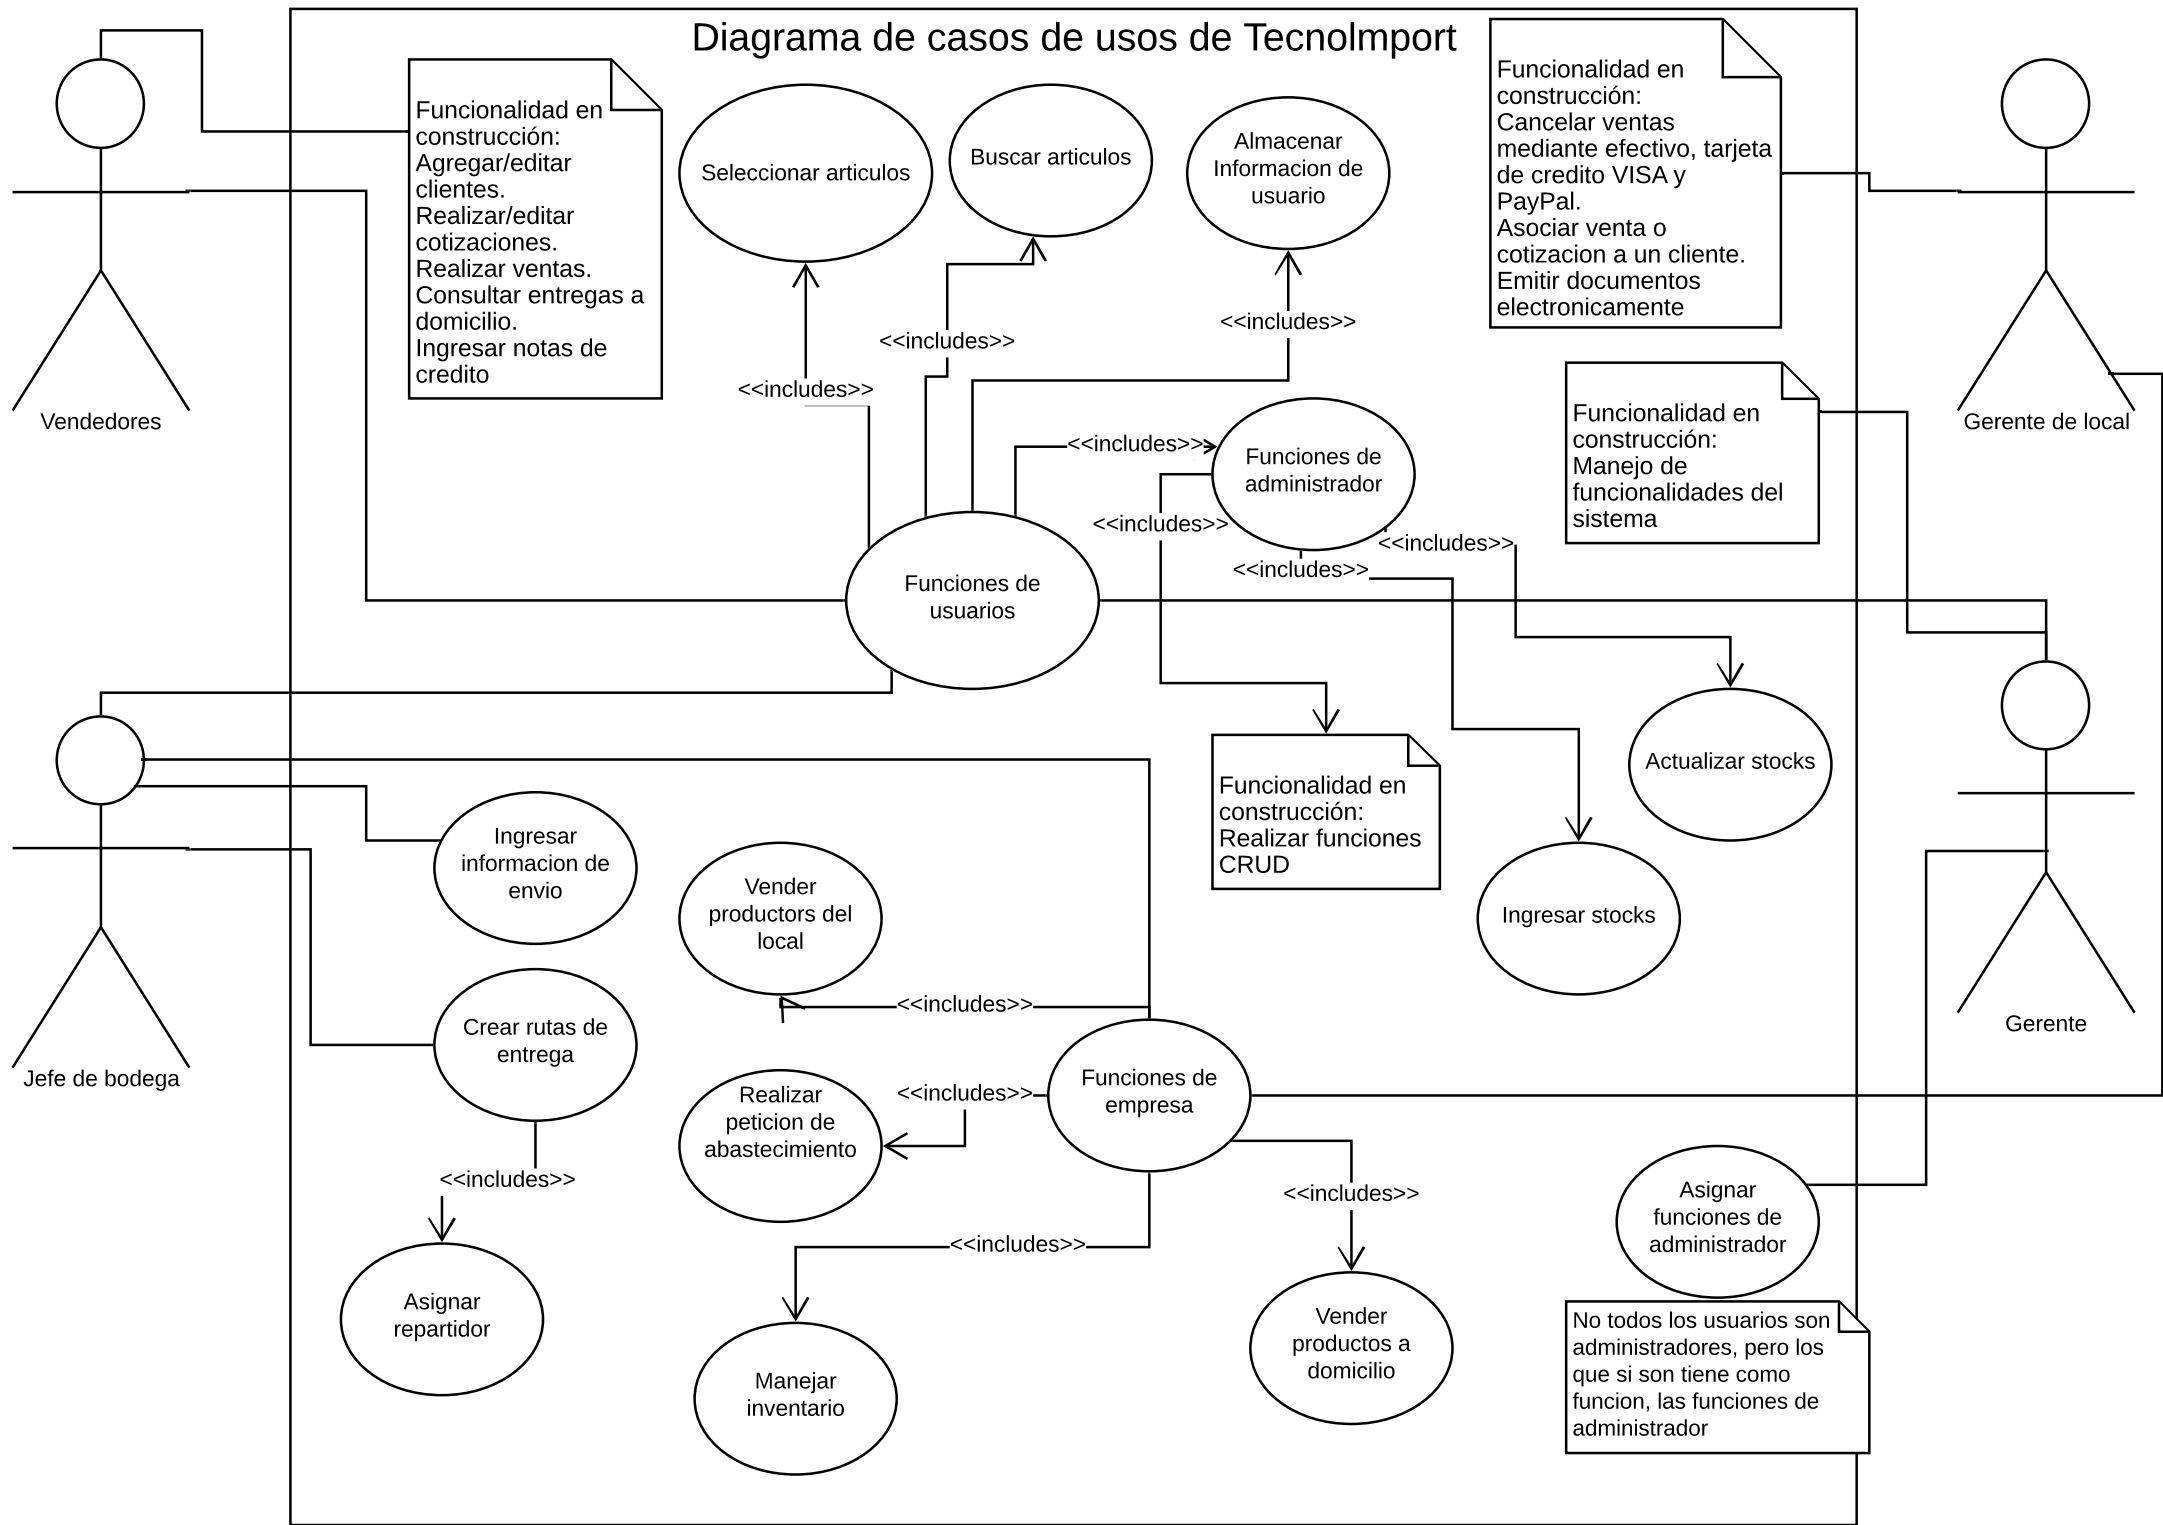 Diagrama de casos de usos de TecnoImport
Funcionalidad en
construcción:
Agregar/editar
clientes.
Realizar/editar
cotizaciones.
Realizar ventas.
Consultar entregas a
domicilio.
Ingresar notas de
credito
Seleccionar articulos
Buscar articulos
Almacenar
Informacion de
usuario
Funcionalidad en
construcción:
Cancelar ventas
mediante efectivo, tarjeta
de credito VISA y
PayPal.
Asociar venta o
cotizacion a un cliente.
Emitir documentos
electronicamente
<<includes>>
<<includes>>
<<includes>>
Vendedores
Gerente de local
<<includes>>
Funciones de
administrador
Funcionalidad en
construcción:
Manejo de
funcionalidades del
sistema
<<includes>>
<<includes>>
<<includes>>
Funciones de
usuarios
Actualizar stocks
Funcionalidad en
construcción:
Realizar funciones
CRUD
Ingresar stocks
Ingresar
informacion de
envio
Vender
productors del
local
Crear rutas de
entrega
<<includes>>
Gerente
Jefe de bodega
Realizar
peticion de
abastecimiento
<<includes>>
Funciones de
empresa
<<includes>>
<<includes>>
<<includes>>
Asignar
funciones de
administrador
Asignar
repartidor
Manejar
inventario
Vender
productos a
domicilio
No todos los usuarios son
administradores, pero los
que si son tiene como
funcion, las funciones de
administrador